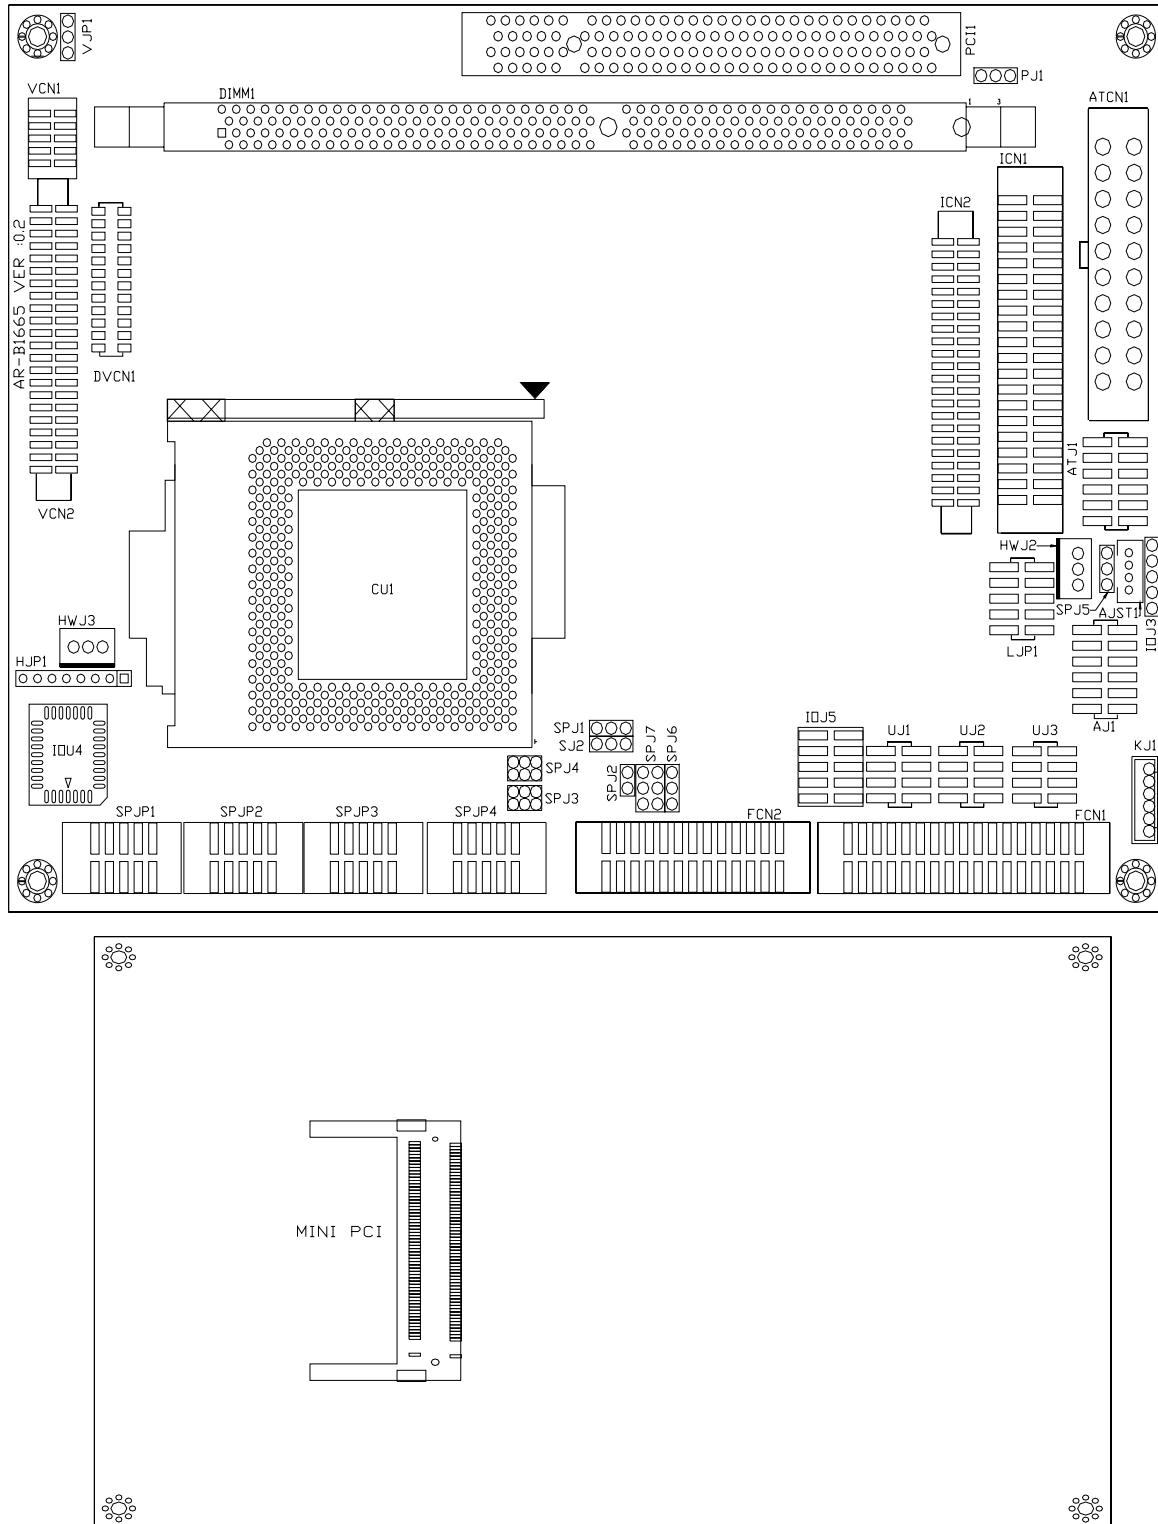 VJP1
PCI1
PJ1
VCN1
DIMM1
1 3
ATCN1
ICN1
ICN2
AR-B1665 VER :0.2
DVCN1
ATJ1
VCN2
HWJ2
CU1
SPJ5
AJST1
IOJ3
HWJ3
LJP1
HJP1
IOU4
SPJ1
SJ2
SPJ7
SPJ6
IOJ5
UJ1
UJ2
UJ3
AJ1
KJ1
SPJ4
SPJ2
SPJ3
SPJP1
SPJP2
SPJP3
SPJP4
FCN2
FCN1
MINI PCI